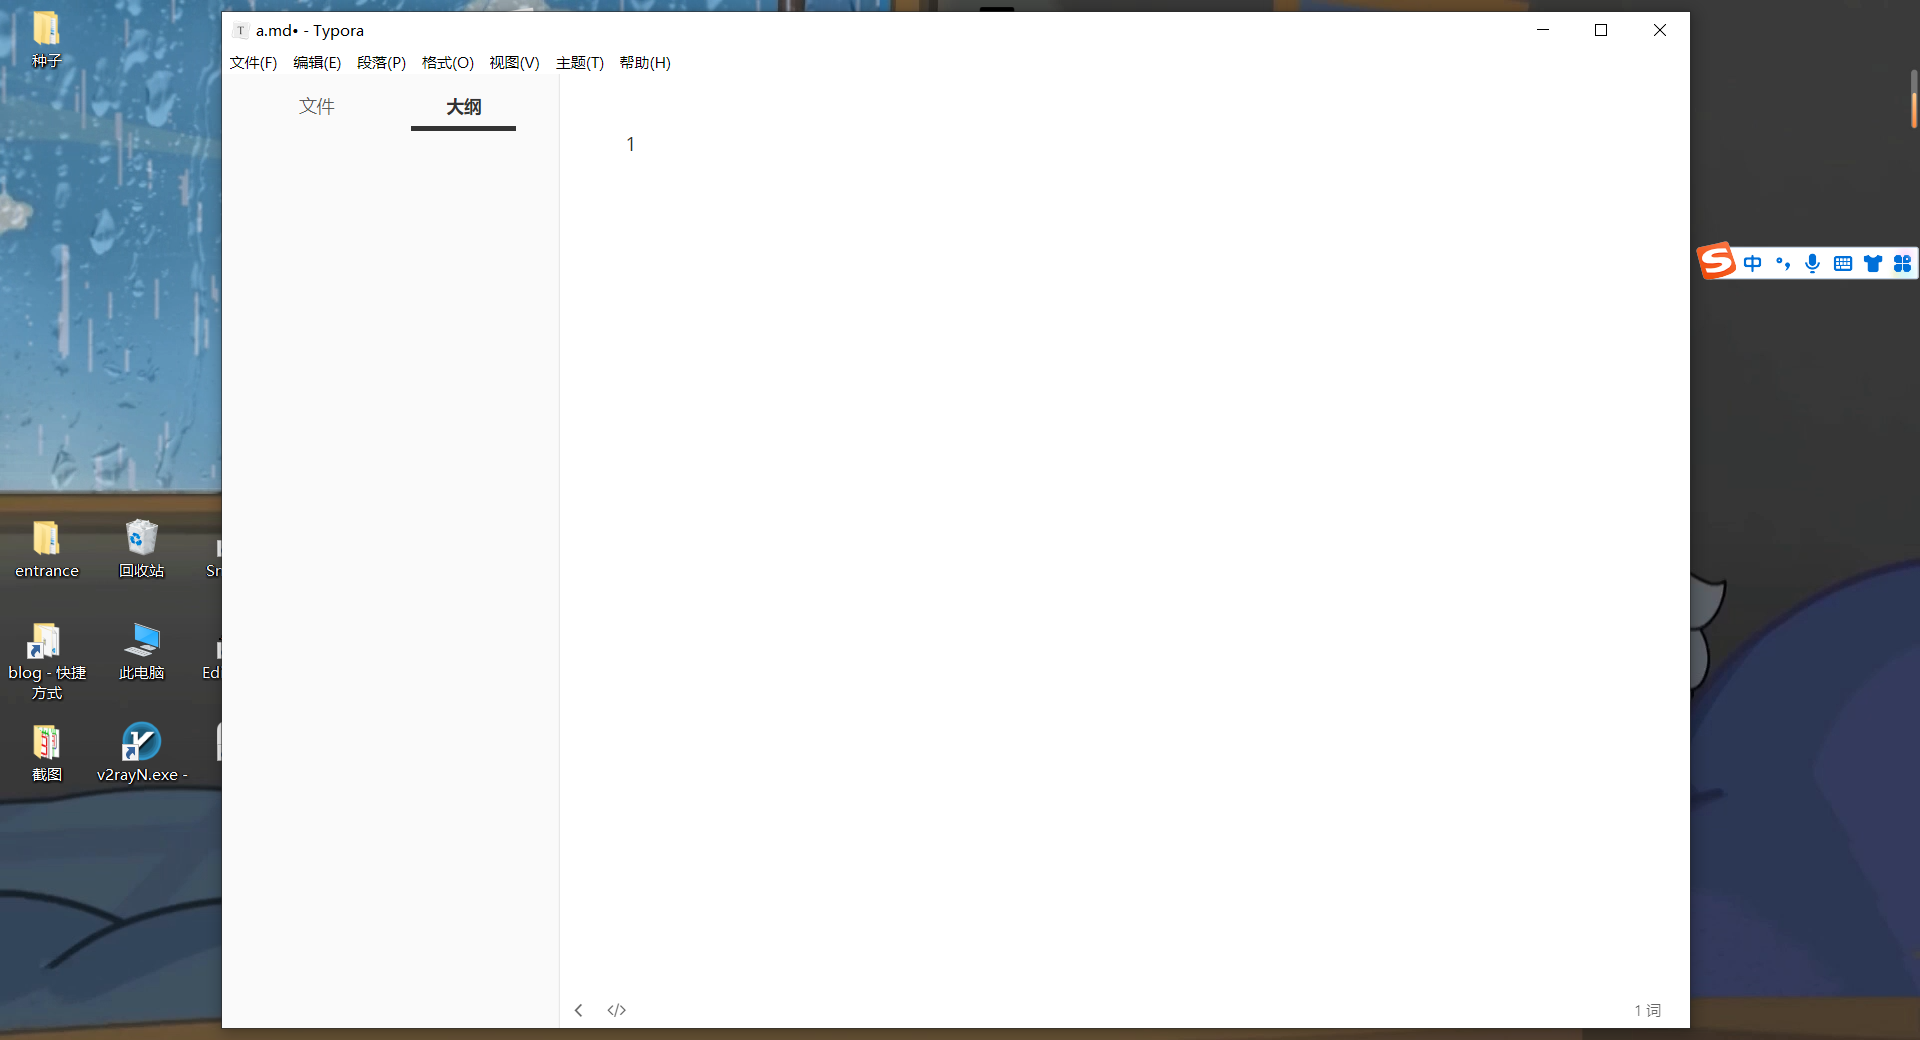 种子
a.md• - Typora
文件(F) 编辑(E) 段落(P) 格式(O) 视图(V) 主题(T) 帮助(H)
文件 大纲
1
中
entrance
回收站
blog - 快捷
方式
此电脑
截图
v2rayN.exe -
1 词